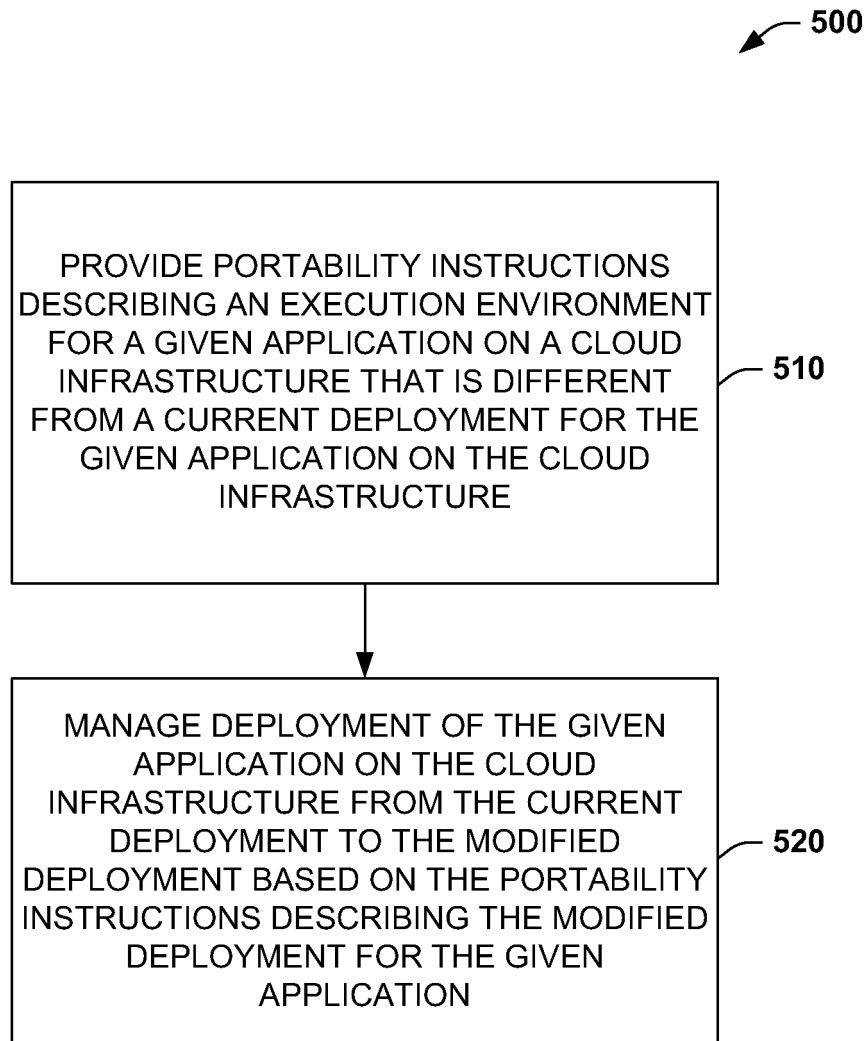 500
PROVIDE PORTABILITY INSTRUCTIONS
DESCRIBING AN EXECUTION ENVIRONMENT
FOR A GIVEN APPLICATION ON A CLOUD
INFRASTRUCTURE THAT IS DIFFERENT
FROM A CURRENT DEPLOYMENT FOR THE
GIVEN APPLICATION ON THE CLOUD
INFRASTRUCTURE
510
MANAGE DEPLOYMENT OF THE GIVEN
APPLICATION ON THE CLOUD
INFRASTRUCTURE FROM THE CURRENT
DEPLOYMENT TO THE MODIFIED
DEPLOYMENT BASED ON THE PORTABILITY
INSTRUCTIONS DESCRIBING THE MODIFIED
DEPLOYMENT FOR THE GIVEN
APPLICATION
520